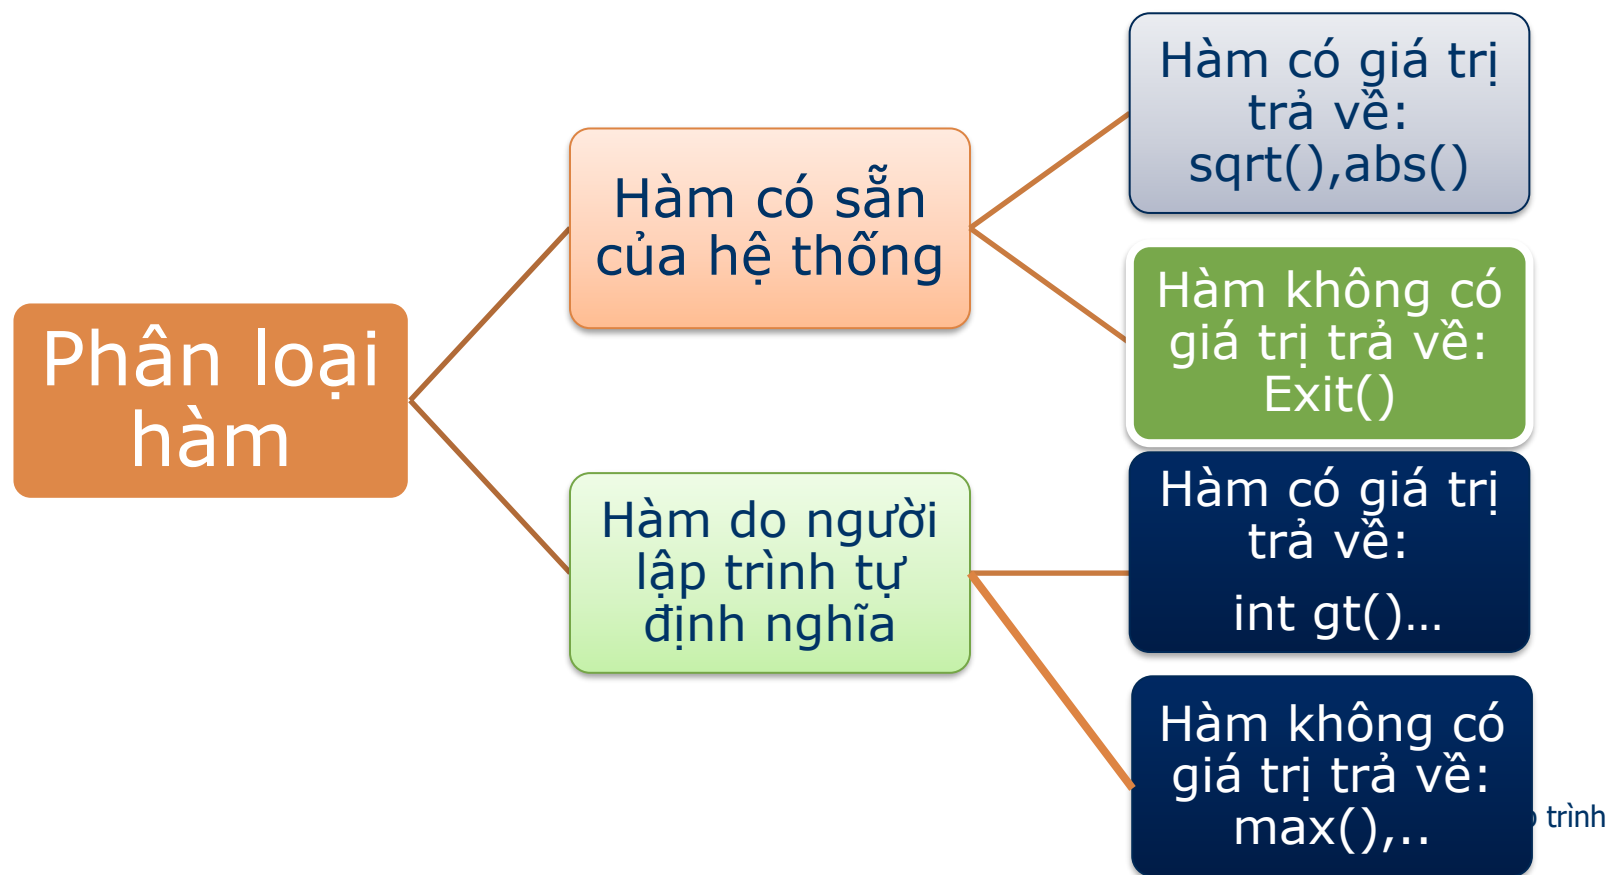 Phân loại
hàm
Hàm có sẵn
của hệ thống
Hàm có giá trị
trả về:
sqrt(),abs()
Hàm không có
giá trị trả về:
Exit()
Hàm do người
lập trình tự
định nghĩa
Hàm có giá trị
trả về:
int gt()...
Hàm không có
giá trị trả về:
max(),..
trình